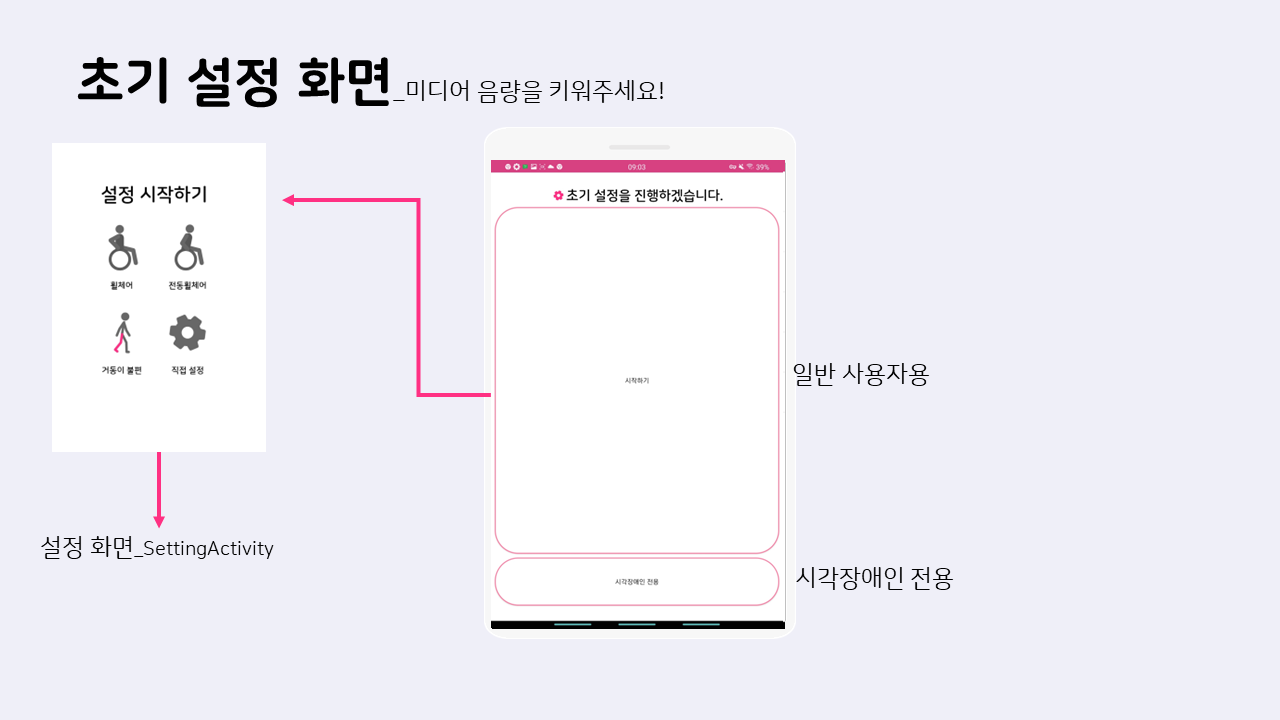 초기 설정 화면_미디어 음량을 키워주세요!
설정 시작하기
휠체어 전동휠체어
거동이 불편 직접 설정
설정 화면_SettingActivity
09:03 39%
초기 설정을 진행하겠습니다.
시작하기
시각장애인 전용
일반 사용자용
시각장애인 전용